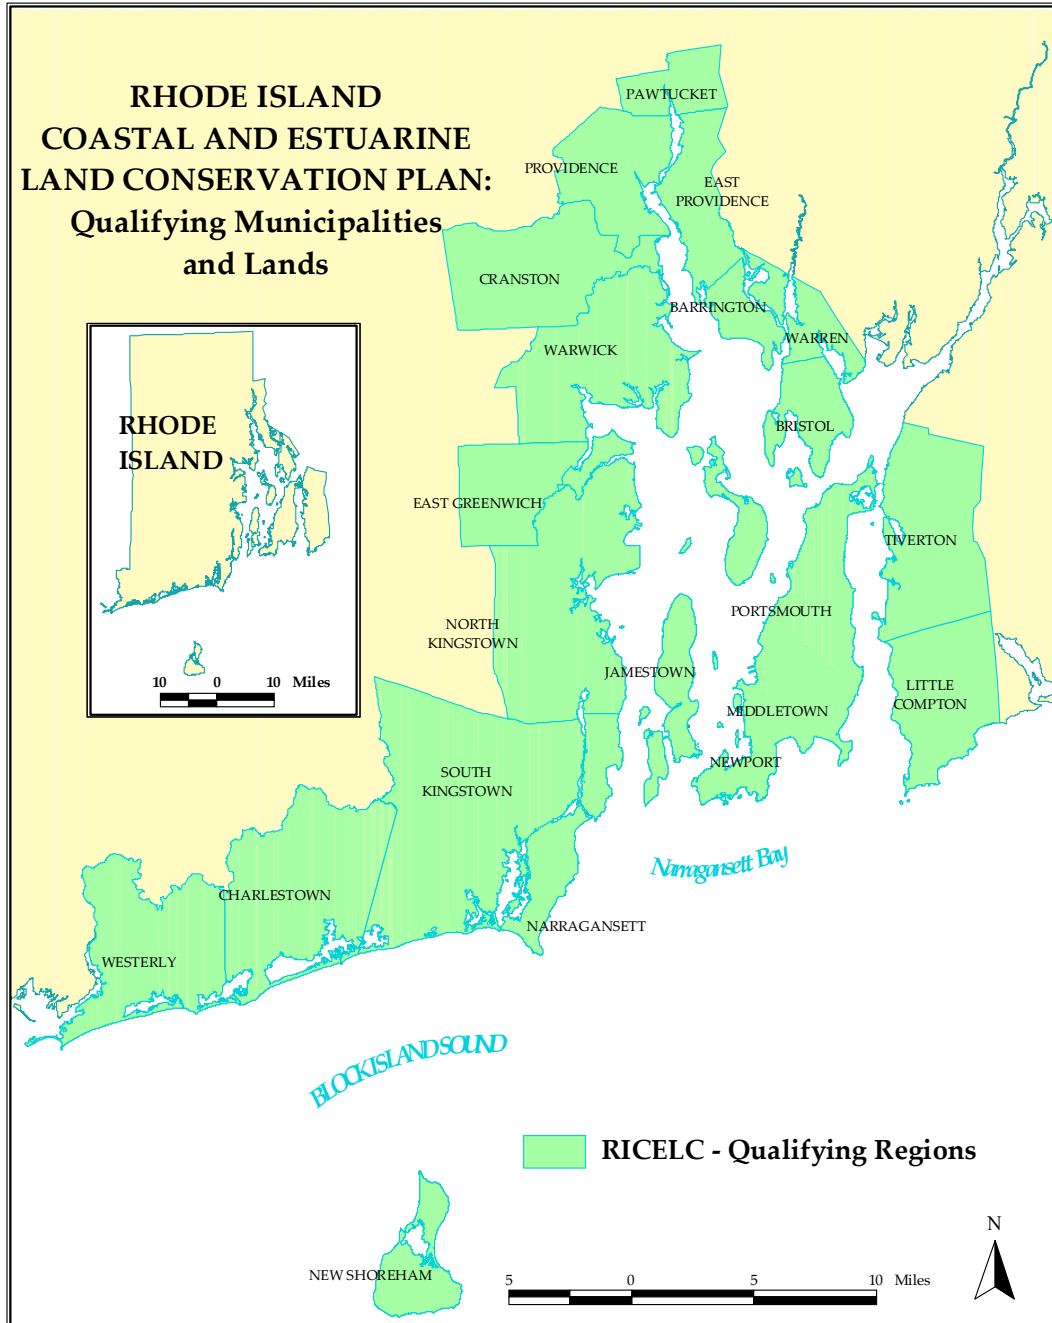 RHODE ISLAND
COASTAL AND ESTUARINE
LAND CONSERVATION PLAN:
Qualifying Municipalities
and Lands
PAWTUCKET
PROVIDENCE
EAST
PROVIDENCE
CRANSTON
BARRINGTON
WARREN
WARWICK
BRISTOL
RHODE
ISLAND
10 0 10 Miles
EAST GREENWICH
TIVERTON
PORTSMOUTH
NORTH
KINGSTOWN
JAMESTOWN
LITTLE
COMPTON
MIDDLETOWN
NEWPORT
SOUTH
KINGSTOWN
Narragansett Bay
CHARLESTOWN
NARRAGANSETT
WESTERLY
BLOCK ISLAND SOUND
RICELC - Qualifying Regions
NEW SHOREHAM
5 0 5 10 Miles
N